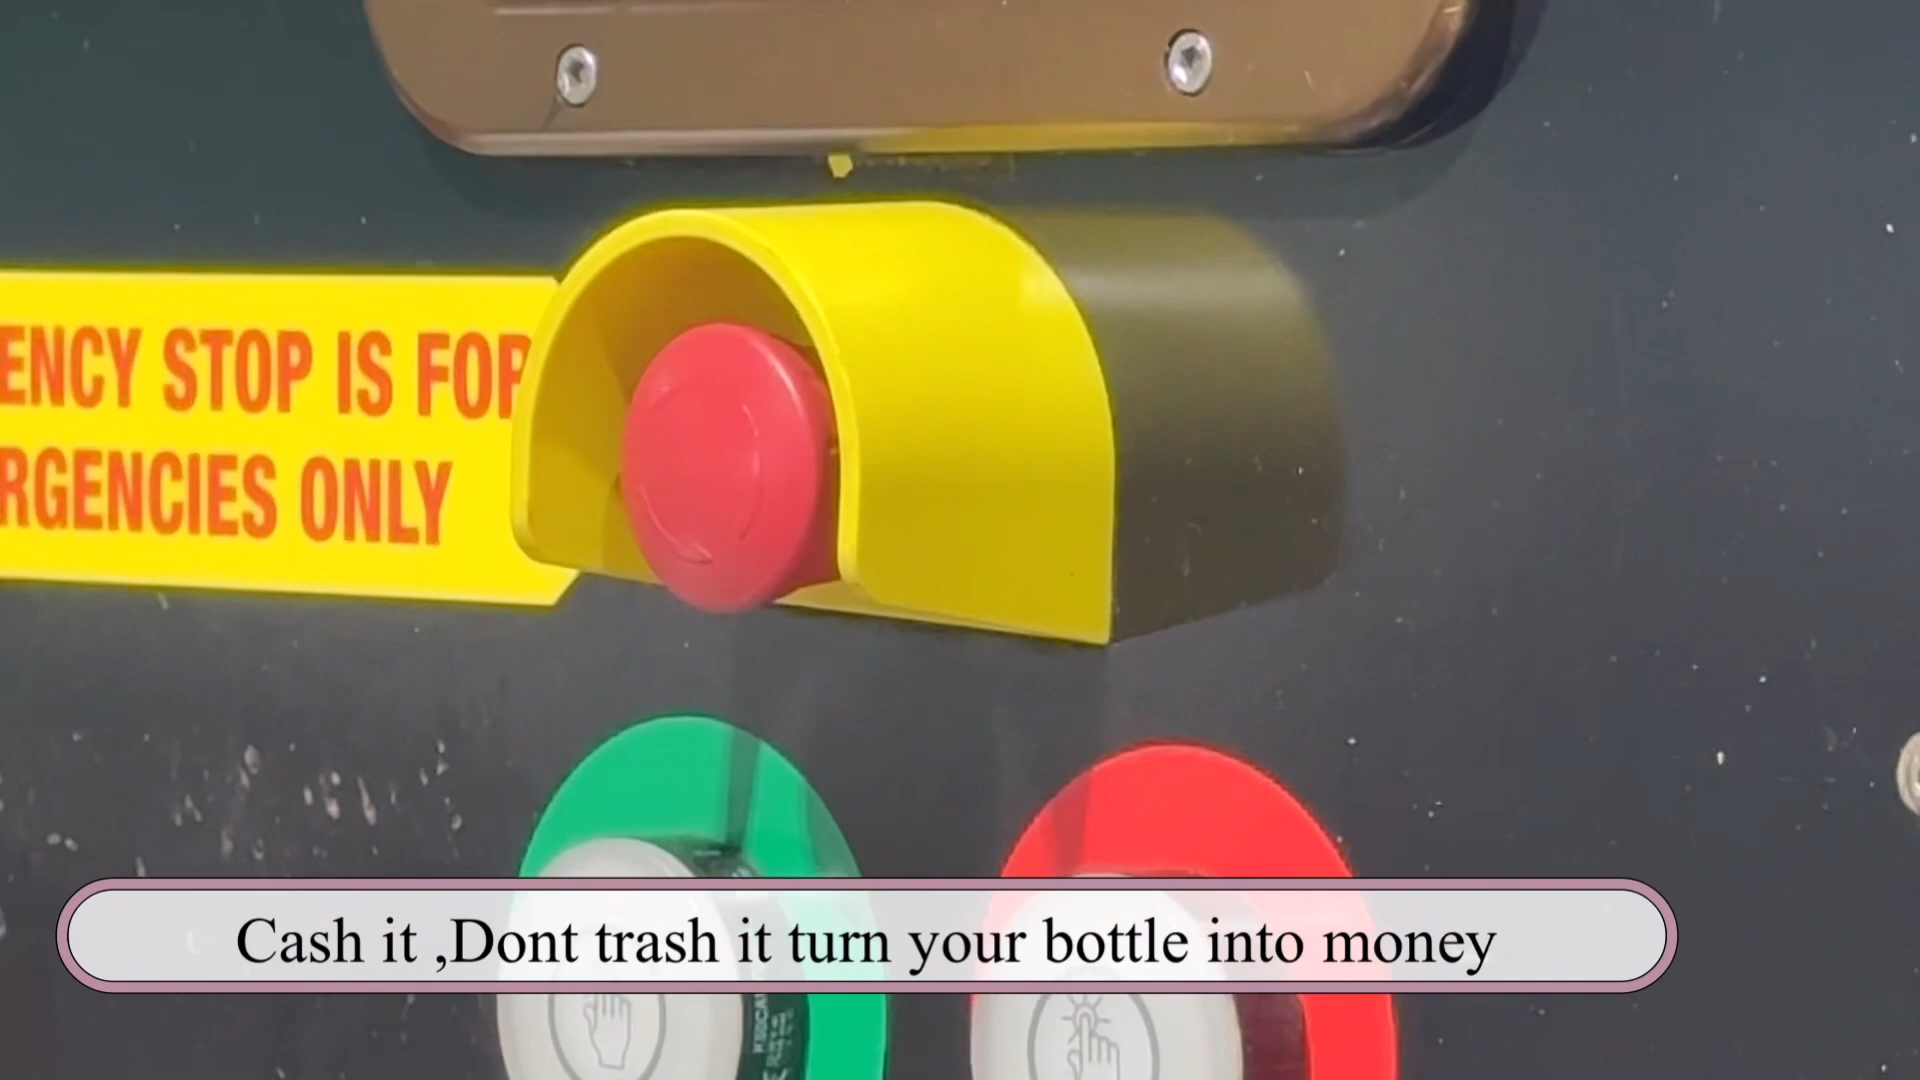 ENCY STOP IS FOR
RGENCIES ONLY
Cash it ,Dont trash it turn your bottle into money